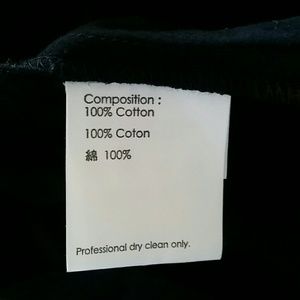 Composition :
100% Cotton
100% Coton
綿 100%
Professional dry clean only.